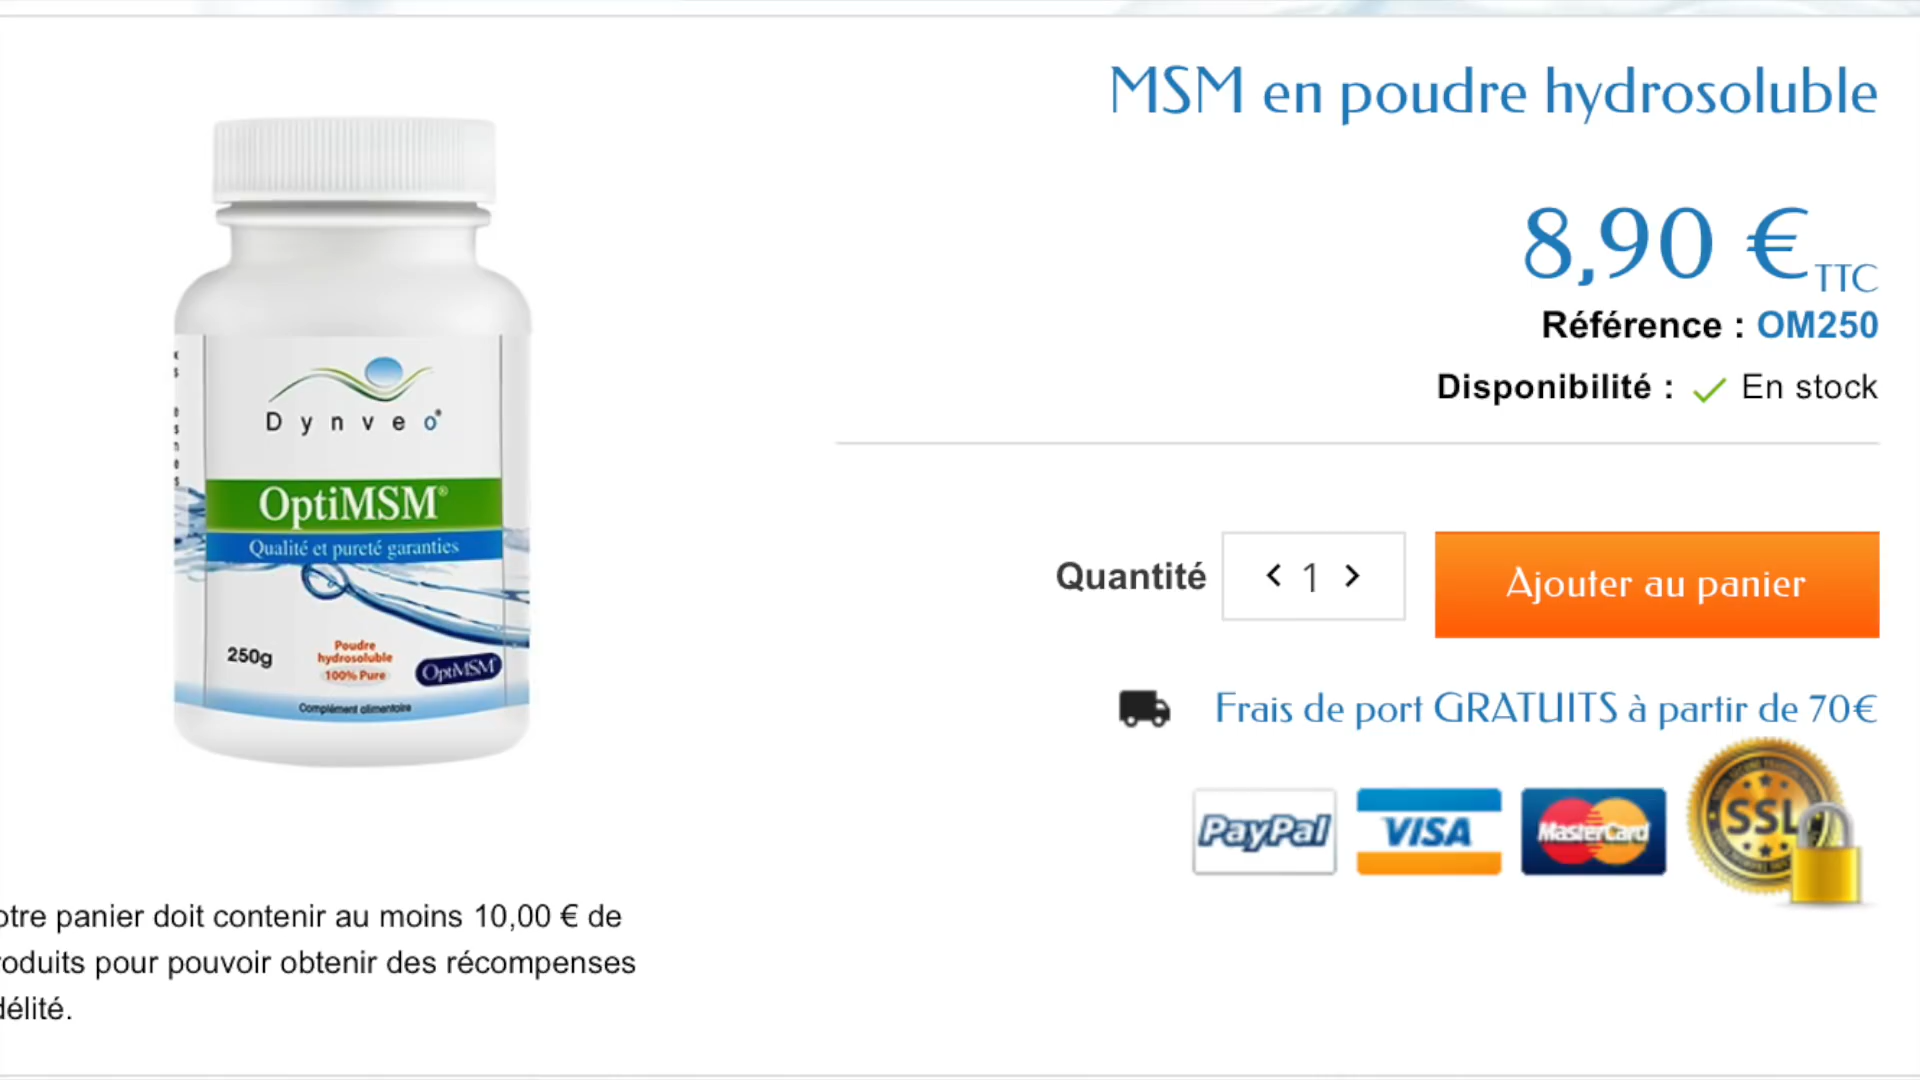 MSM en poudre hydrosoluble
8,90 € TTC
Référence : OM250
Disponibilité : En stock
Dynveo®
OptiMSM®
Qualité et pureté garanties
250g
Poudre
hydrosoluble
100% Pure
OptiMSM®
Complément alimentaire
Quantité 1
Ajouter au panier
Frais de port GRATUITS à partir de 70€
PayPal
VISA
MasterCard
SSL
otre panier doit contenir au moins 10,00 € de
roduits pour pouvoir obtenir des récompenses
délité.